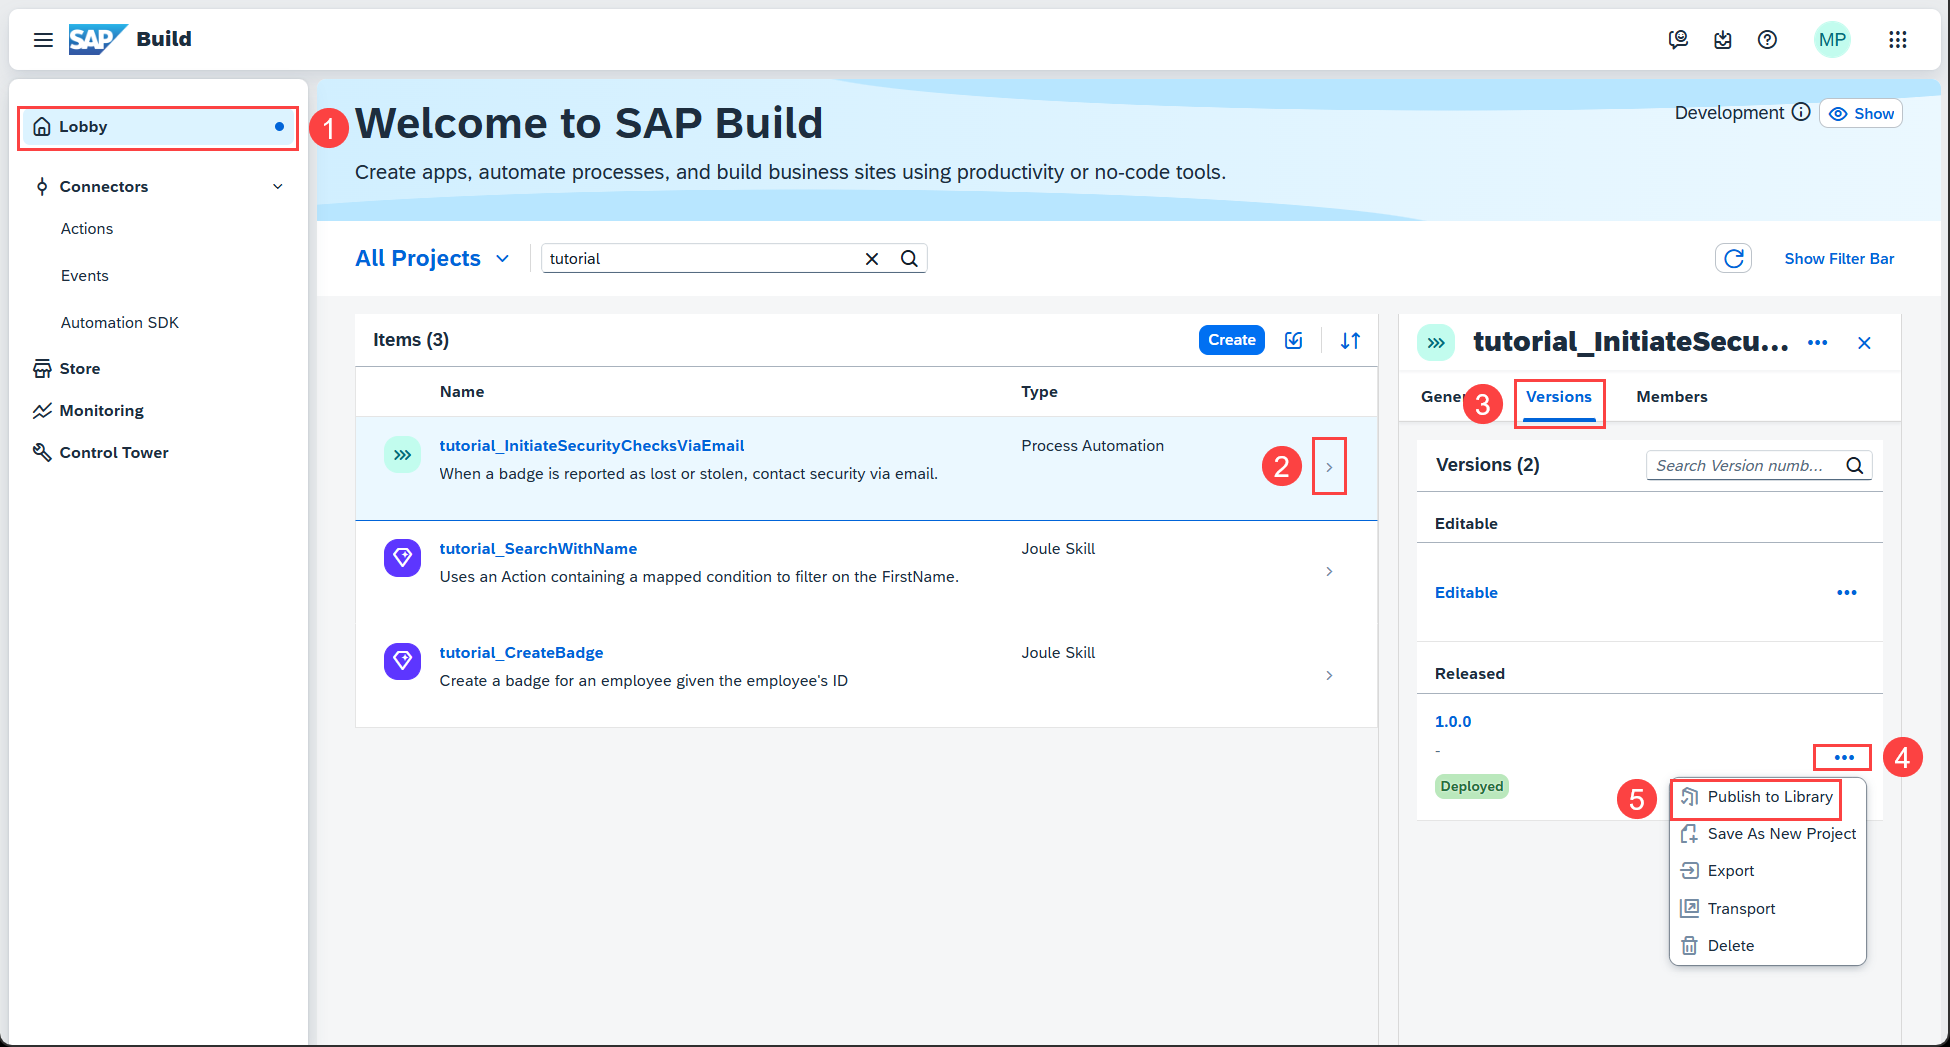 SAP Build
MP
Lobby
1
Welcome to SAP Build
Development
Show
Create apps, automate processes, and build business sites using productivity or no-code tools.
Connectors
Actions
Events
Automation SDK
Store
Monitoring
Control Tower
All Projects
tutorial
Show Filter Bar
Items (3)
Create
Name
Type
tutorial_InitiateSecurityChecksViaEmail
Process Automation
When a badge is reported as lost or stolen, contact security via email.
2
tutorial_SearchWithName
Joule Skill
Uses an Action containing a mapped condition to filter on the FirstName.
tutorial_CreateBadge
Joule Skill
Create a badge for an employee given the employee's ID
tutorial_InitiateSecu...
Gener
3
Versions
Members
Versions (2)
Search Version numb...
Editable
Editable
Released
1.0.0
-
4
Deployed
5
Publish to Library
Save As New Project
Export
Transport
Delete